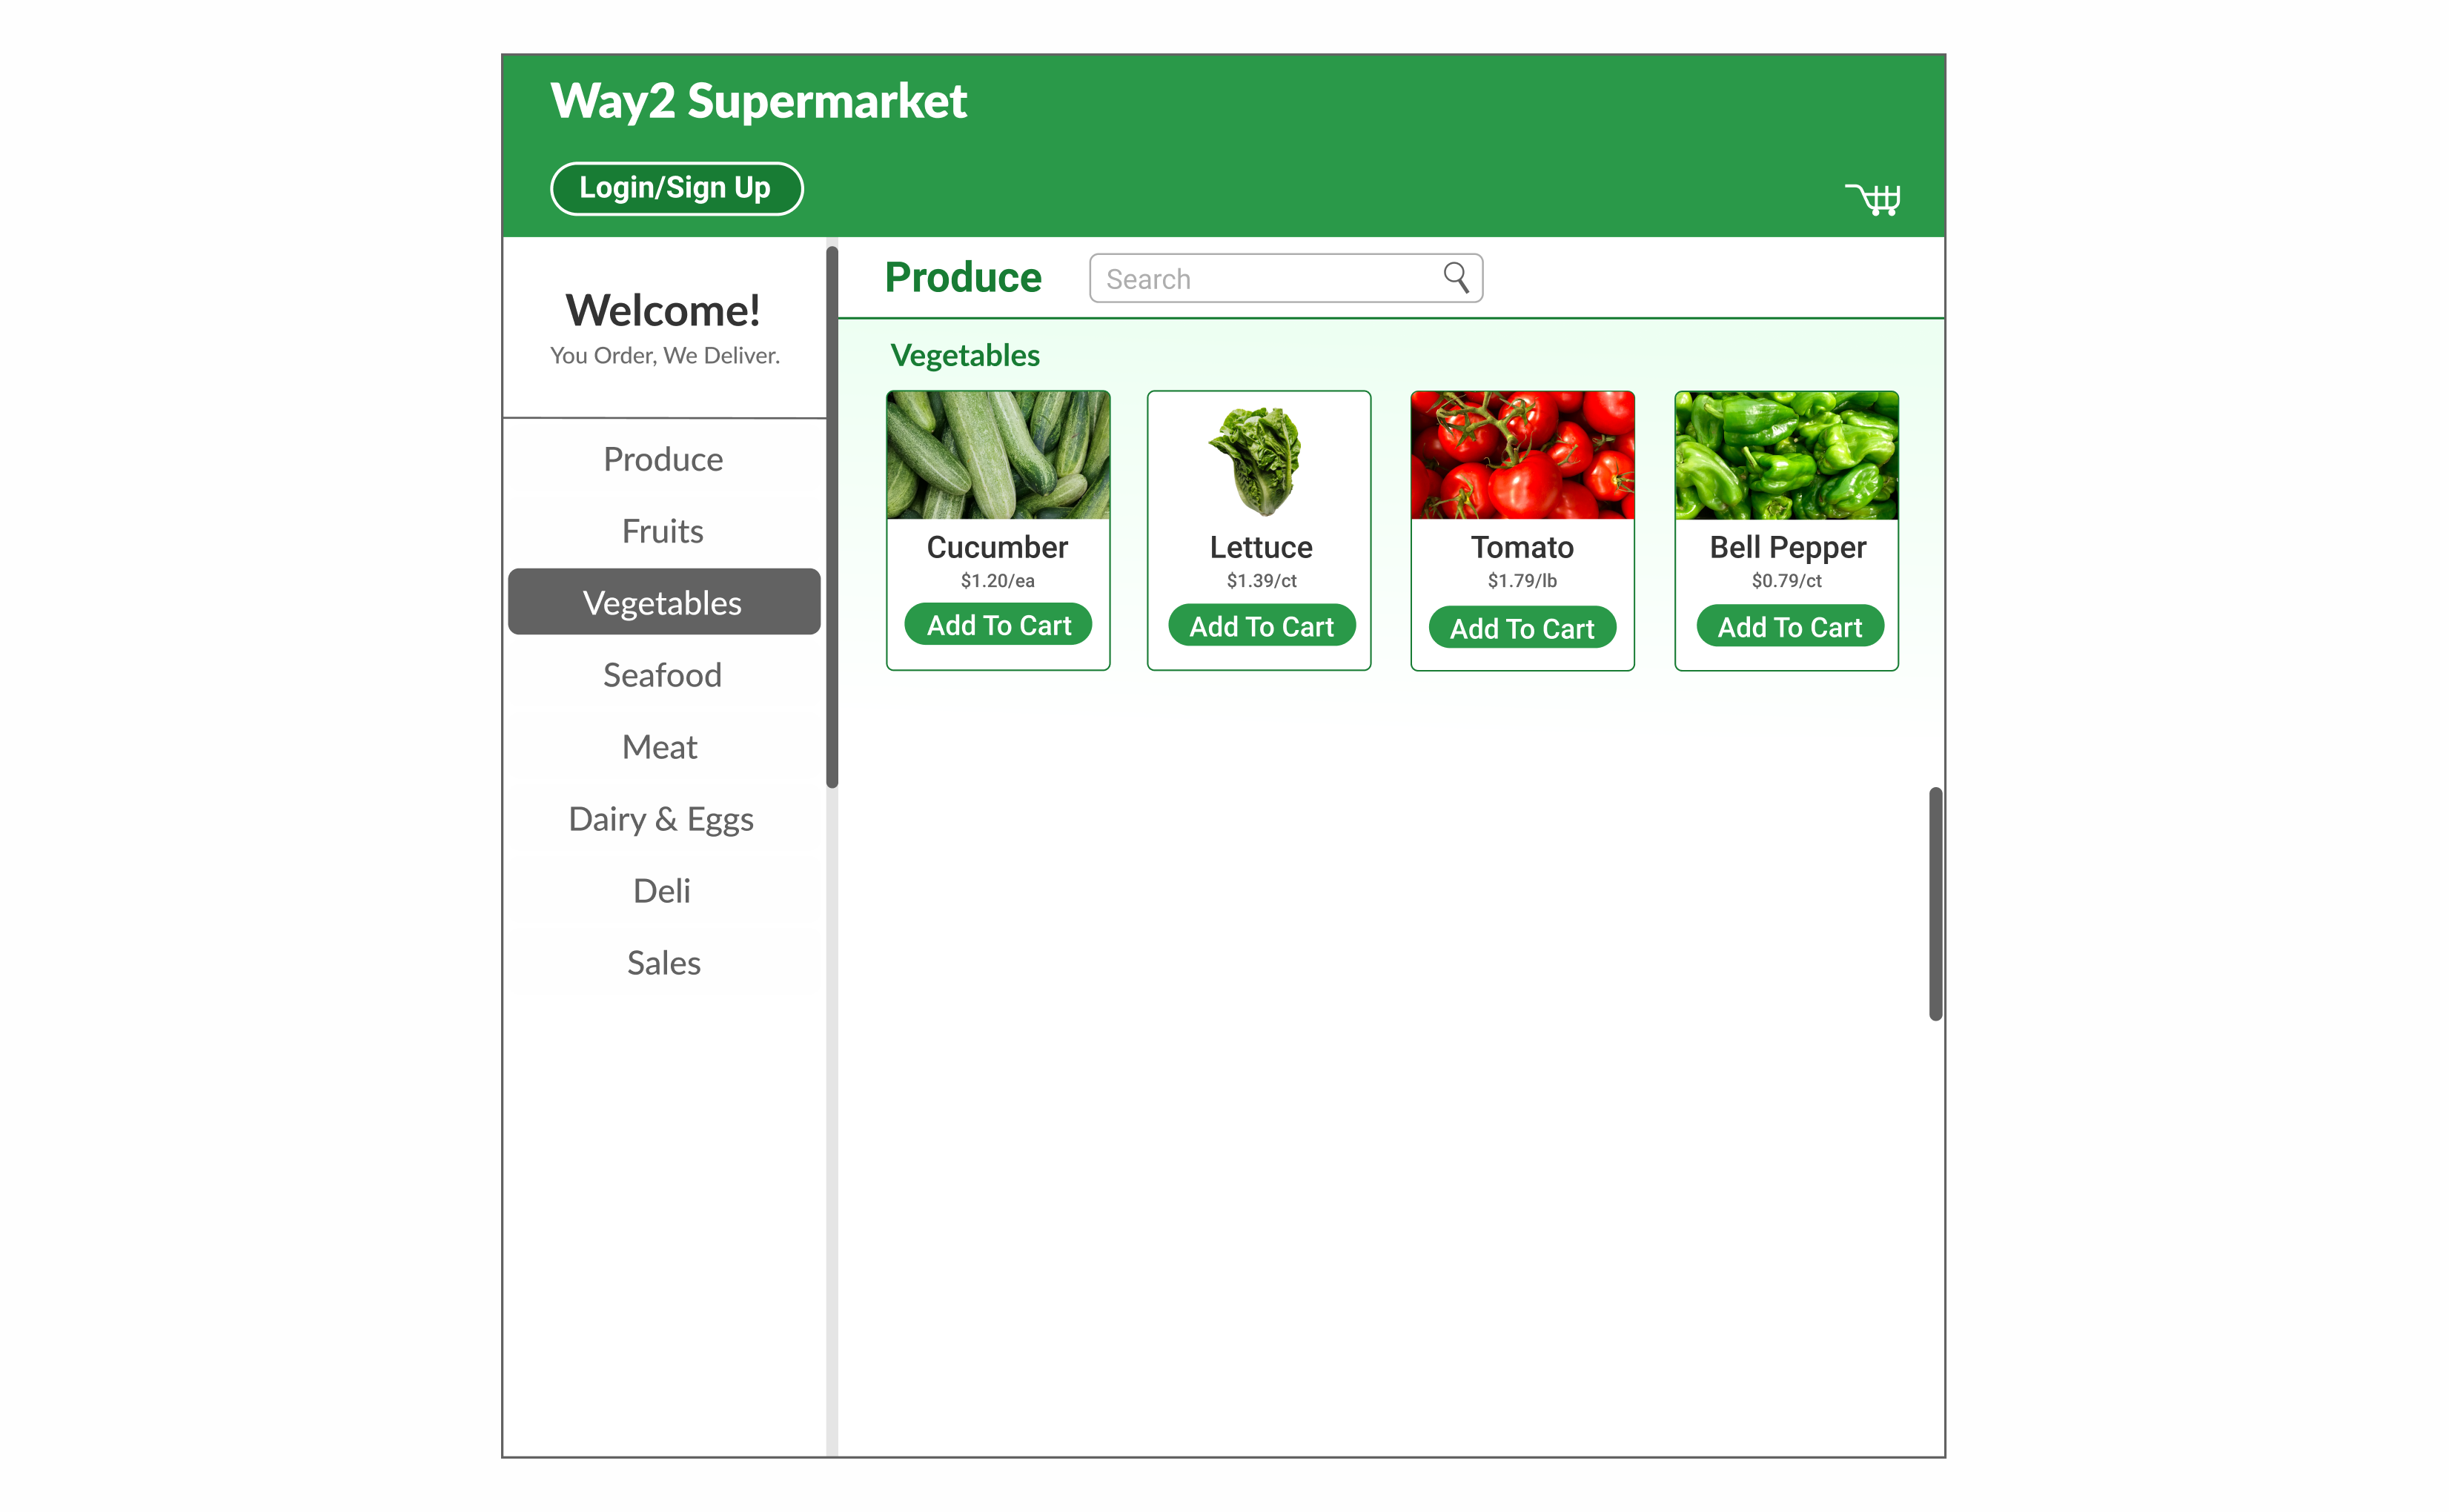 Way2 Supermarket
Login/Sign Up
Welcome!
You Order, We Deliver.
Produce
Fruits
Vegetables
Seafood
Meat
Dairy & Eggs
Deli
Sales
Produce
Search
Vegetables
Cucumber
$1.20/ea
Add To Cart
Lettuce
$1.39/ct
Add To Cart
Tomato
$1.79/lb
Add To Cart
Bell Pepper
$0.79/ct
Add To Cart